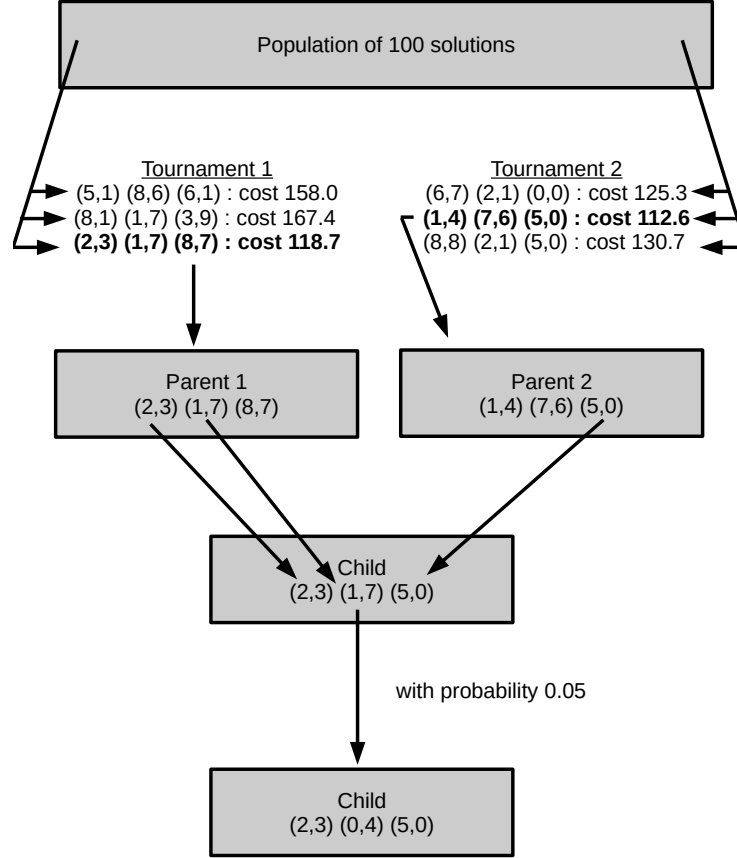 Population of 100 solutions
Tournament 1
(5,1) (8,6) (6,1) : cost 158.0
(8,1) (1,7) (3,9) : cost 167.4
(2,3) (1,7) (8,7) : cost 118.7
Tournament 2
(6,7) (2,1) (0,0) : cost 125.3
(1,4) (7,6) (5,0) : cost 112.6
(8,8) (2,1) (5,0) : cost 130.7
Parent 1
(2,3) (1,7) (8,7)
Parent 2
(1,4) (7,6) (5,0)
Child
(2,3) (1,7) (5,0)
with probability 0.05
Child
(2,3) (0,4) (5,0)